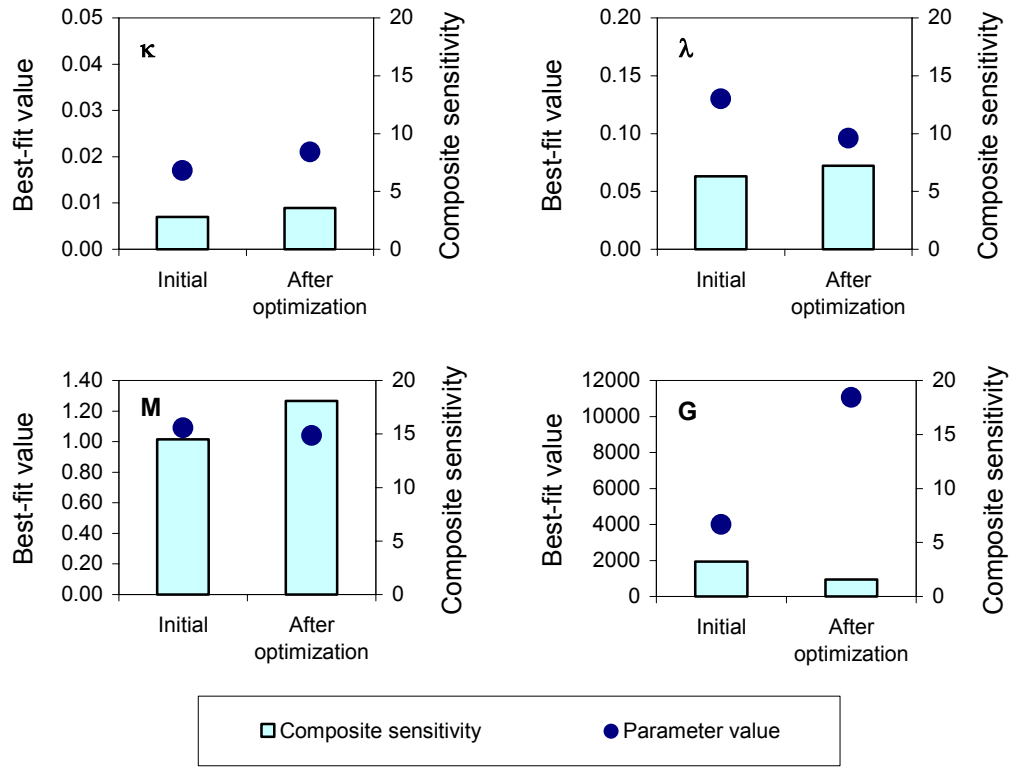 κ
Best-fit value
0.05
0.04
0.03
0.02
0.01
0.00
20
15
10
5
0
Composite sensitivity
Initial
After
optimization
λ
Best-fit value
0.20
0.15
0.10
0.05
0.00
20
15
10
5
0
Composite sensitivity
Initial
After
optimization
M
Best-fit value
1.40
1.20
1.00
0.80
0.60
0.40
0.20
0.00
20
15
10
5
0
Composite sensitivity
Initial
After
optimization
G
Best-fit value
12000
10000
8000
6000
4000
2000
0
20
15
10
5
0
Composite sensitivity
Initial
After
optimization
Composite sensitivity
Parameter value